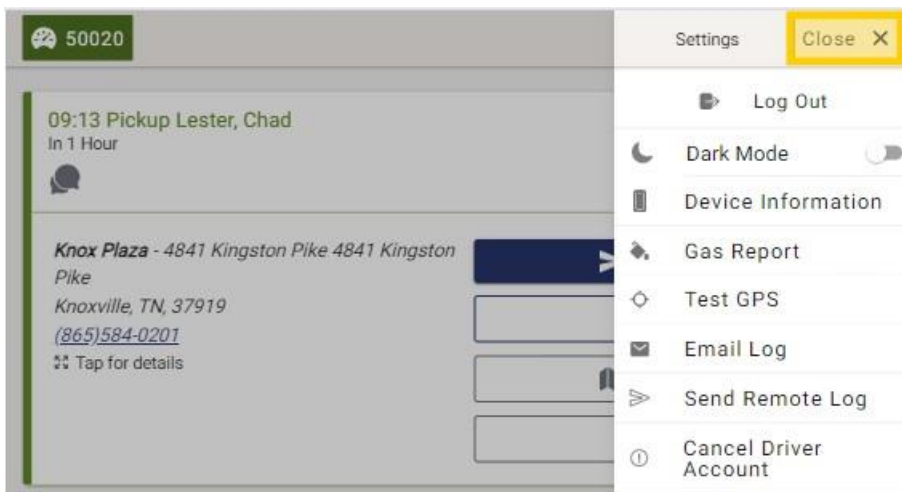 50020
Settings
Close
09:13 Pickup Lester, Chad
In 1 Hour
Knox Plaza - 4841 Kingston Pike 4841 Kingston
Pike
Knoxville, TN, 37919
(865)584-0201
Tap for details
Log Out
Dark Mode
Device Information
Gas Report
Test GPS
Email Log
Send Remote Log
Cancel Driver
Account